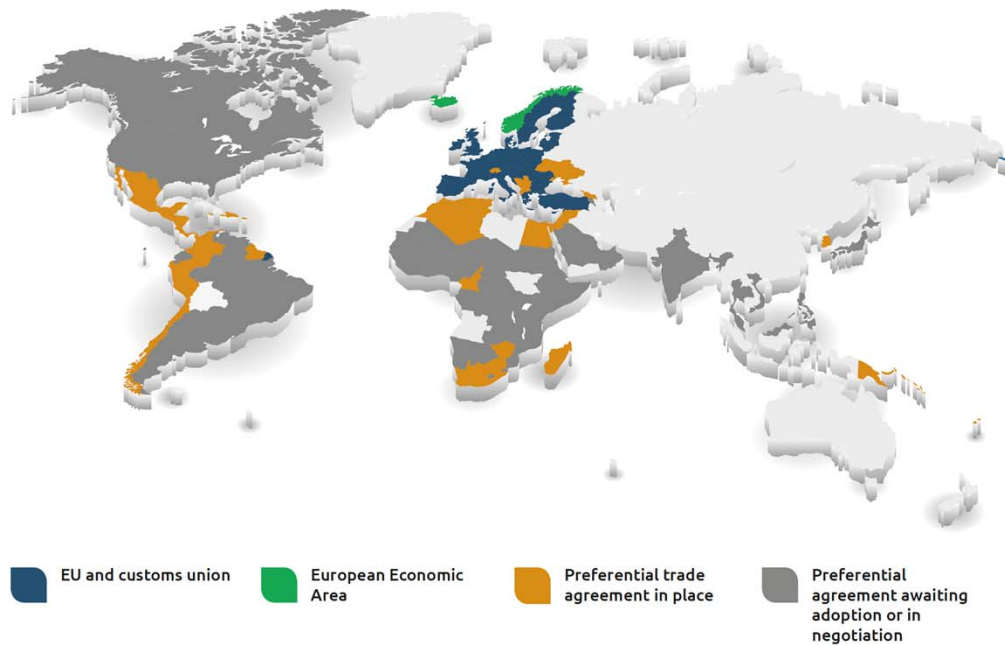 EU and customs union
European Economic
Area
Preferential trade
agreement in place
Preferential
agreement awaiting
adoption or in
negotiation